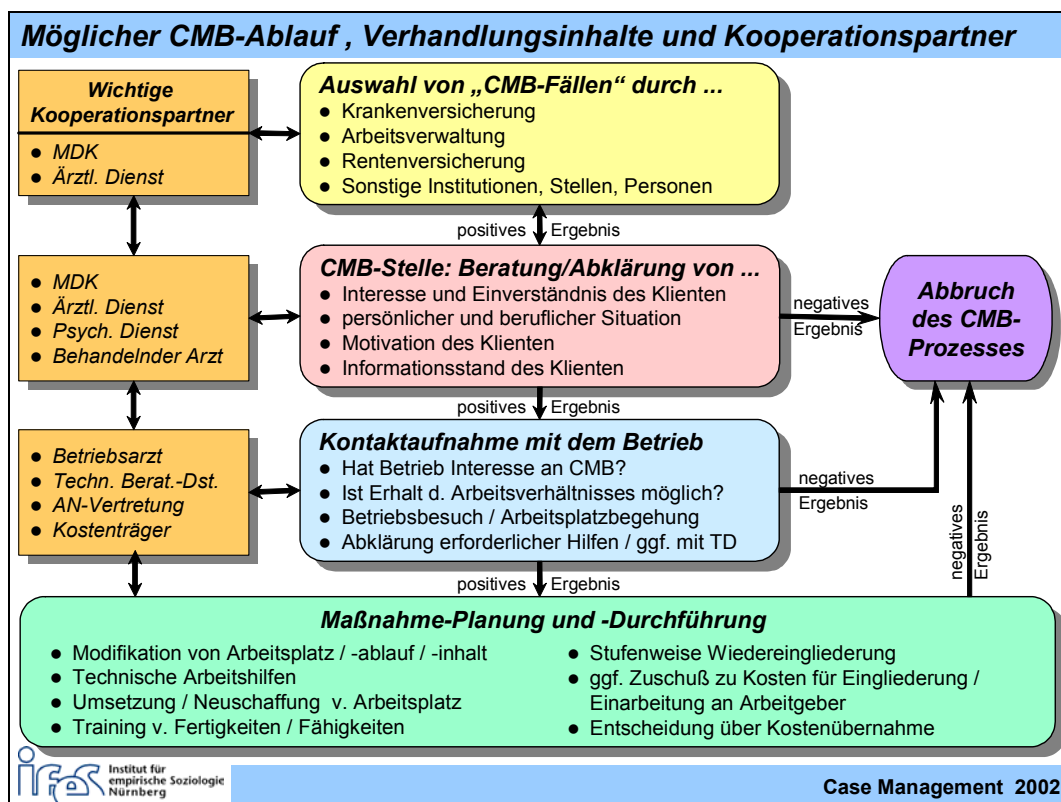 Möglicher CMB-Ablauf , Verhandlungsinhalte und Kooperationspartner
Wichtige
Kooperationspartner
● MDK
● Ärztl. Dienst
Auswahl von „CMB-Fällen" durch ...
● Krankenversicherung
● Arbeitsverwaltung
● Rentenversicherung
● Sonstige Institutionen, Stellen, Personen
positives Ergebnis
● MDK
● Ärztl. Dienst
● Psych. Dienst
● Behandelnder Arzt
CMB-Stelle: Beratung/Abklärung von ...
● Interesse und Einverständnis des Klienten
● persönlicher und beruflicher Situation
● Motivation des Klienten
● Informationsstand des Klienten
negatives
Ergebnis
Abbruch
des CMB-
Prozesses
positives Ergebnis
● Betriebsarzt
● Techn. Berat.-Dst.
● AN-Vertretung
● Kostenträger
Kontaktaufnahme mit dem Betrieb
● Hat Betrieb Interesse an CMB?
● Ist Erhalt d. Arbeitsverhältnisses möglich?
● Betriebsbesuch / Arbeitsplatzbegehung
● Abklärung erforderlicher Hilfen / ggf. mit TD
negatives
Ergebnis
negatives
Ergebnis
positives Ergebnis
Maßnahme-Planung und -Durchführung
● Modifikation von Arbeitsplatz / -ablauf / -inhalt
● Technische Arbeitshilfen
● Umsetzung / Neuschaffung v. Arbeitsplatz
● Training v. Fertigkeiten / Fähigkeiten
● Stufenweise Wiedereingliederung
● ggf. Zuschuß zu Kosten für Eingliederung /
Einarbeitung an Arbeitgeber
● Entscheidung über Kostenübernahme
ifes
Institut für
empirische Soziologie
Nürnberg
Case Management 2002